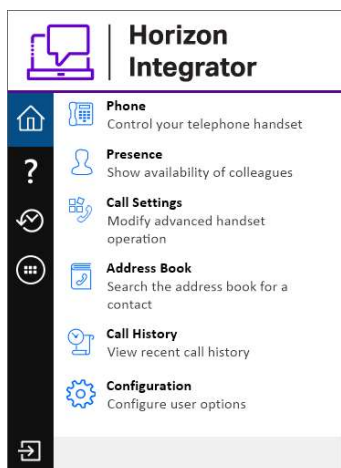 Horizon
Integrator
Phone
Control your telephone handset
Presence
Show availability of colleagues
Call Settings
Modify advanced handset
operation
Address Book
Search the address book for a
contact
Call History
View recent call history
Configuration
Configure user options
?